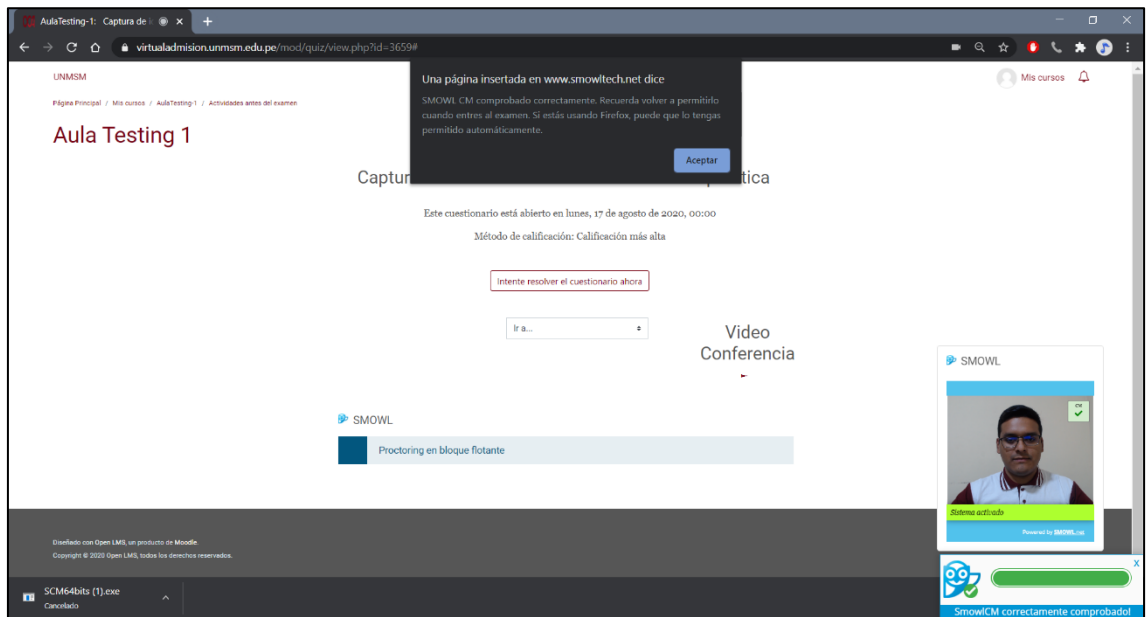 AulaTesting-1: Captura de
virtualadmision.unmsm.edu.pe/mod/quiz/view.php?id=3659#
UNMSM
Mis cursos
Página Principal / Mis cursos / AulaTesting-1 / Actividades antes del examen
Aula Testing 1
Una página insertada en www.smowltech.net dice
SMOWL CM comprobado correctamente. Recuerda volver a permitirlo
cuando entres al examen. Si estás usando Firefox, puede que lo tengas
permitido automáticamente.
Aceptar
Captur
tica
Este cuestionario está abierto en lunes, 17 de agosto de 2020, 00:00
Método de calificación: Calificación más alta
Intente resolver el cuestionario ahora
Ir a...
Video
Conferencia
SMOWL
Proctoring en bloque flotante
SMOWL
CM
Sistema activado
Powered by SMOWL.net
Diseñado con Open LMS, un producto de Moodle.
Copyright © 2020 Open LMS, todos los derechos reservados.
SCM64bits (1).exe
Cancelado
X
SmowlCM correctamente comprobado!